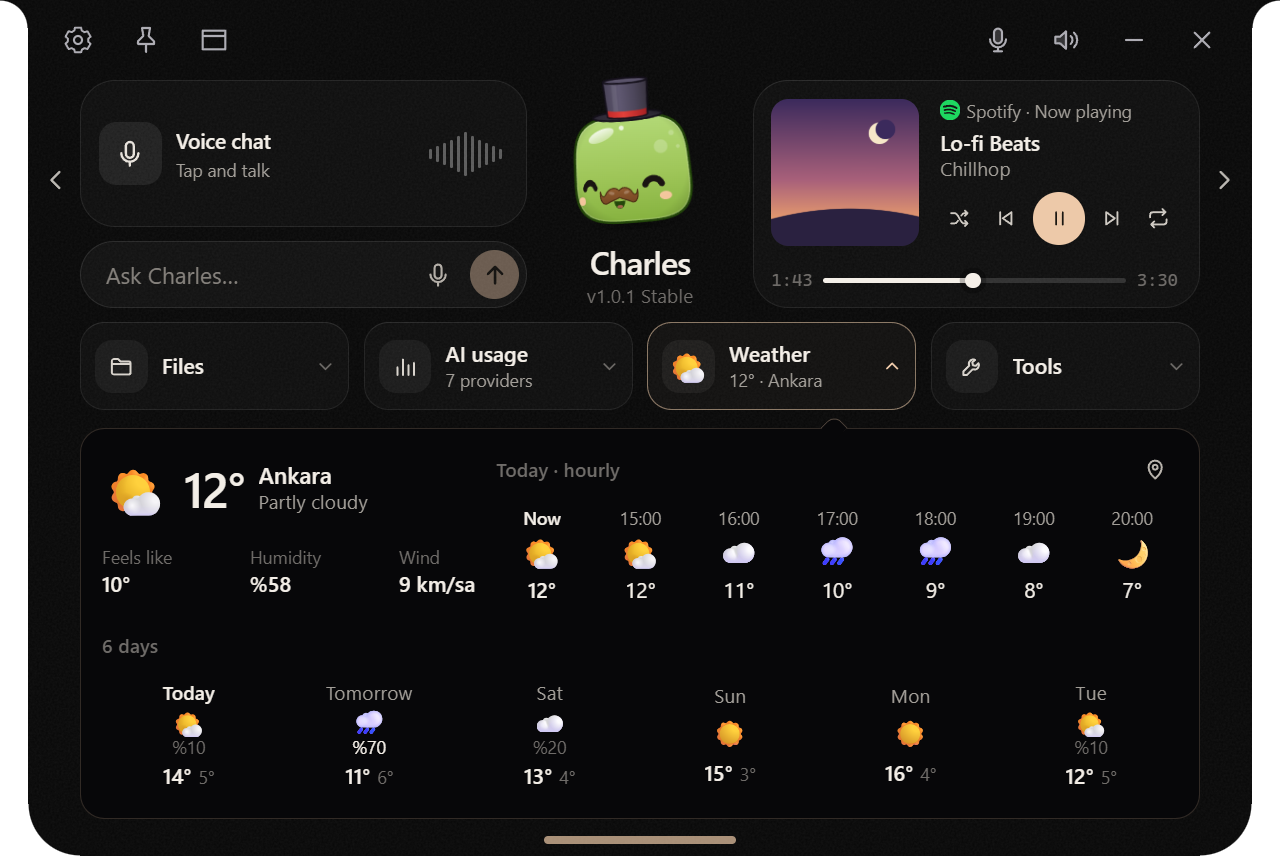 Voice chat
Tap and talk
Ask Charles...
Charles
v1.0.1 Stable
Spotify · Now playing
Lo-fi Beats
Chillhop
1:43
3:30
Files
AI usage
7 providers
Weather
12° · Ankara
Tools
12°
Ankara
Partly cloudy
Feels like
10°
Humidity
%58
Wind
9 km/sa
Today · hourly
Now 15:00 16:00 17:00 18:00 19:00 20:00
12° 12° 11° 10° 9° 8° 7°
6 days
Today Tomorrow Sat Sun Mon Tue
%10 %70 %20 %10
14° 5° 11° 6° 13° 4° 15° 3° 16° 4° 12° 5°